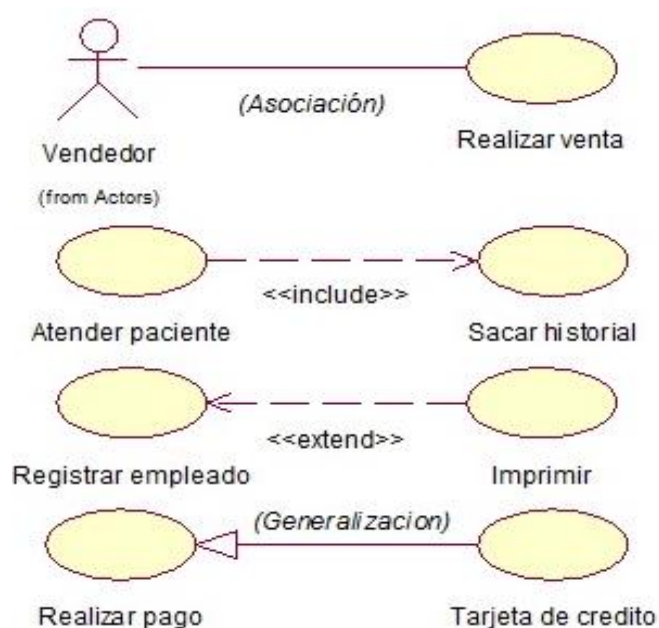 (Asociación)
Vendedor
Realizar venta
(from Actors)
<<include>>
Atender paciente
Sacar historial
<<extend>>
Registrar empleado
Imprimir
(Generalizacion)
Realizar pago
Tarjeta de credito